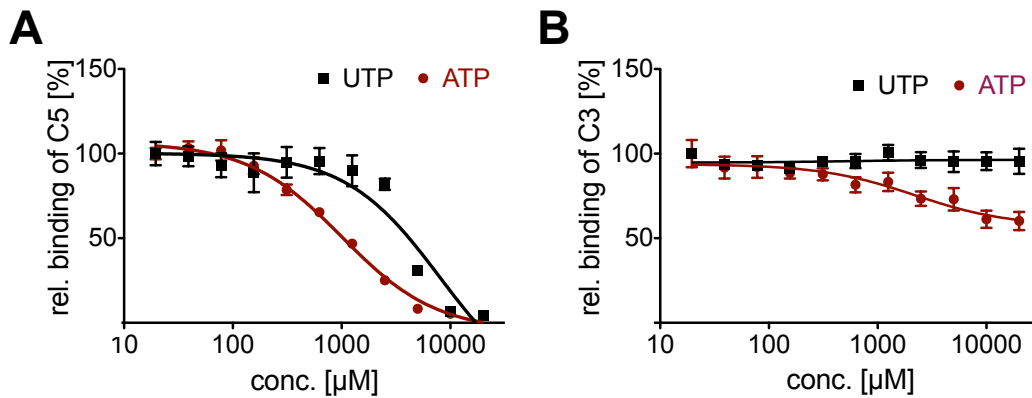 A
rel. binding of C5 [%]
150
100
50
UTP
ATP
10
100
1000
10000
conc. [µM]
B
rel. binding of C3 [%]
150
100
50
UTP
ATP
10
100
1000
10000
conc. [µM]